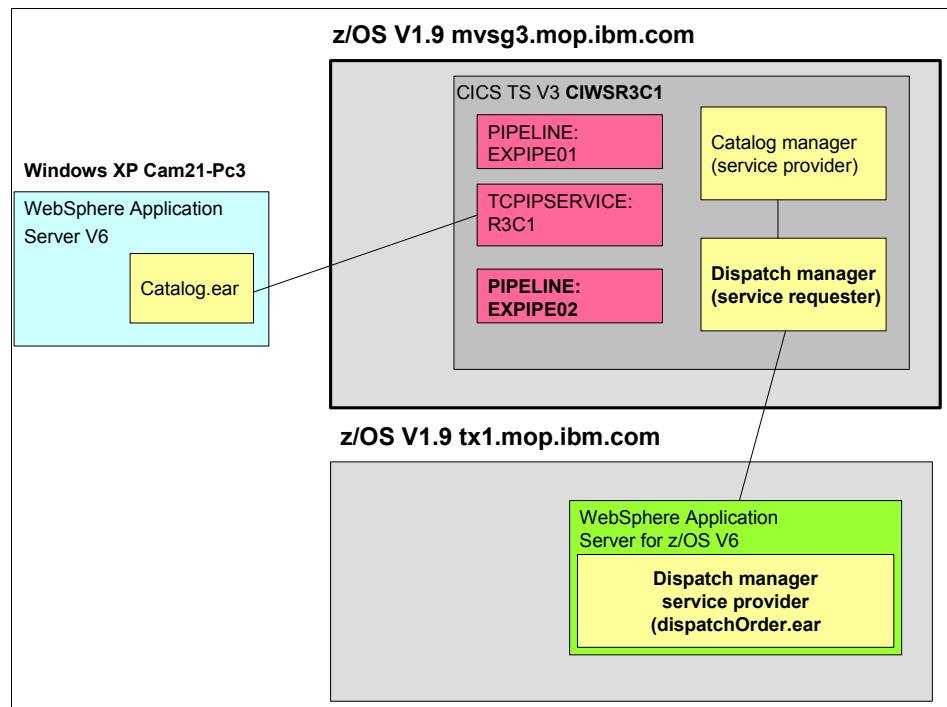 z/OS V1.9 mvsg3.mop.ibm.com
CICS TS V3 CIWSR3C1
PIPELINE:
EXPIPE01
Catalog manager
(service provider)
Windows XP Cam21-Pc3
WebSphere Application
Server V6
Catalog.ear
TCPIPSERVICE:
R3C1
PIPELINE:
EXPIPE02
Dispatch manager
(service requester)
z/OS V1.9 tx1.mop.ibm.com
WebSphere Application
Server for z/OS V6
Dispatch manager
service provider
(dispatchOrder.ear